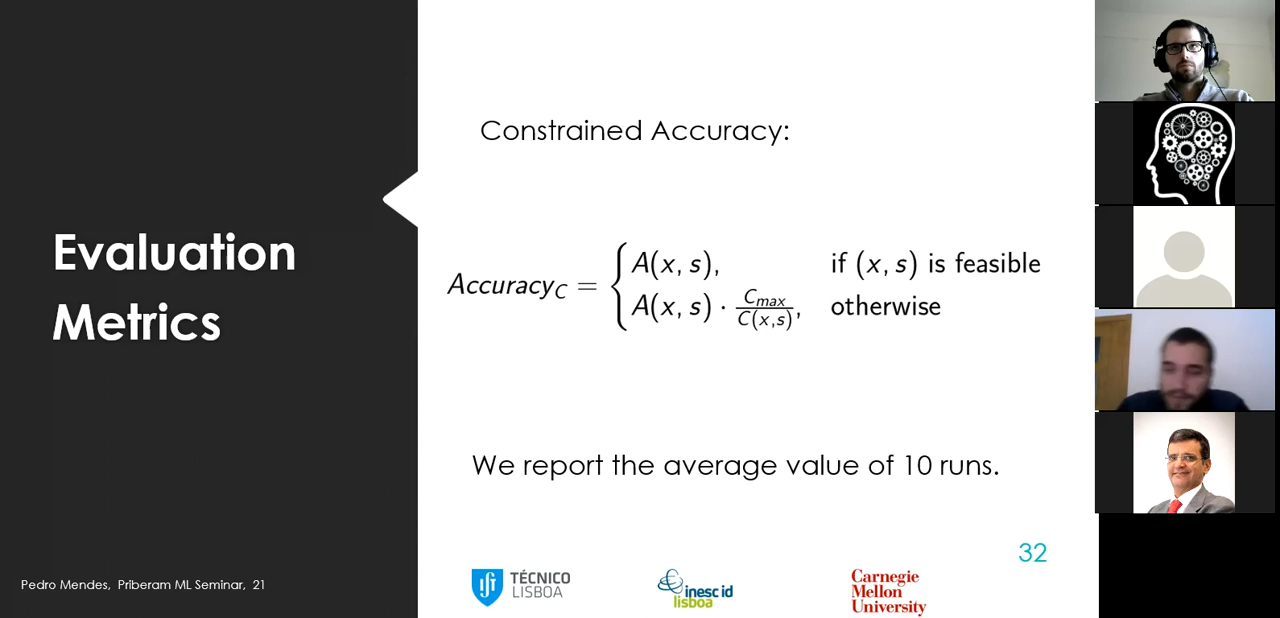 Evaluation
Metrics
Constrained Accuracy:
Accuracy_C = { A(x, s), if (x, s) is feasible
A(x, s) · C_max / C(x,s), otherwise
We report the average value of 10 runs.
32
Pedro Mendes, Priberam ML Seminar, 21
TÉCNICO
LISBOA
inesc id
lisboa
Carnegie
Mellon
University